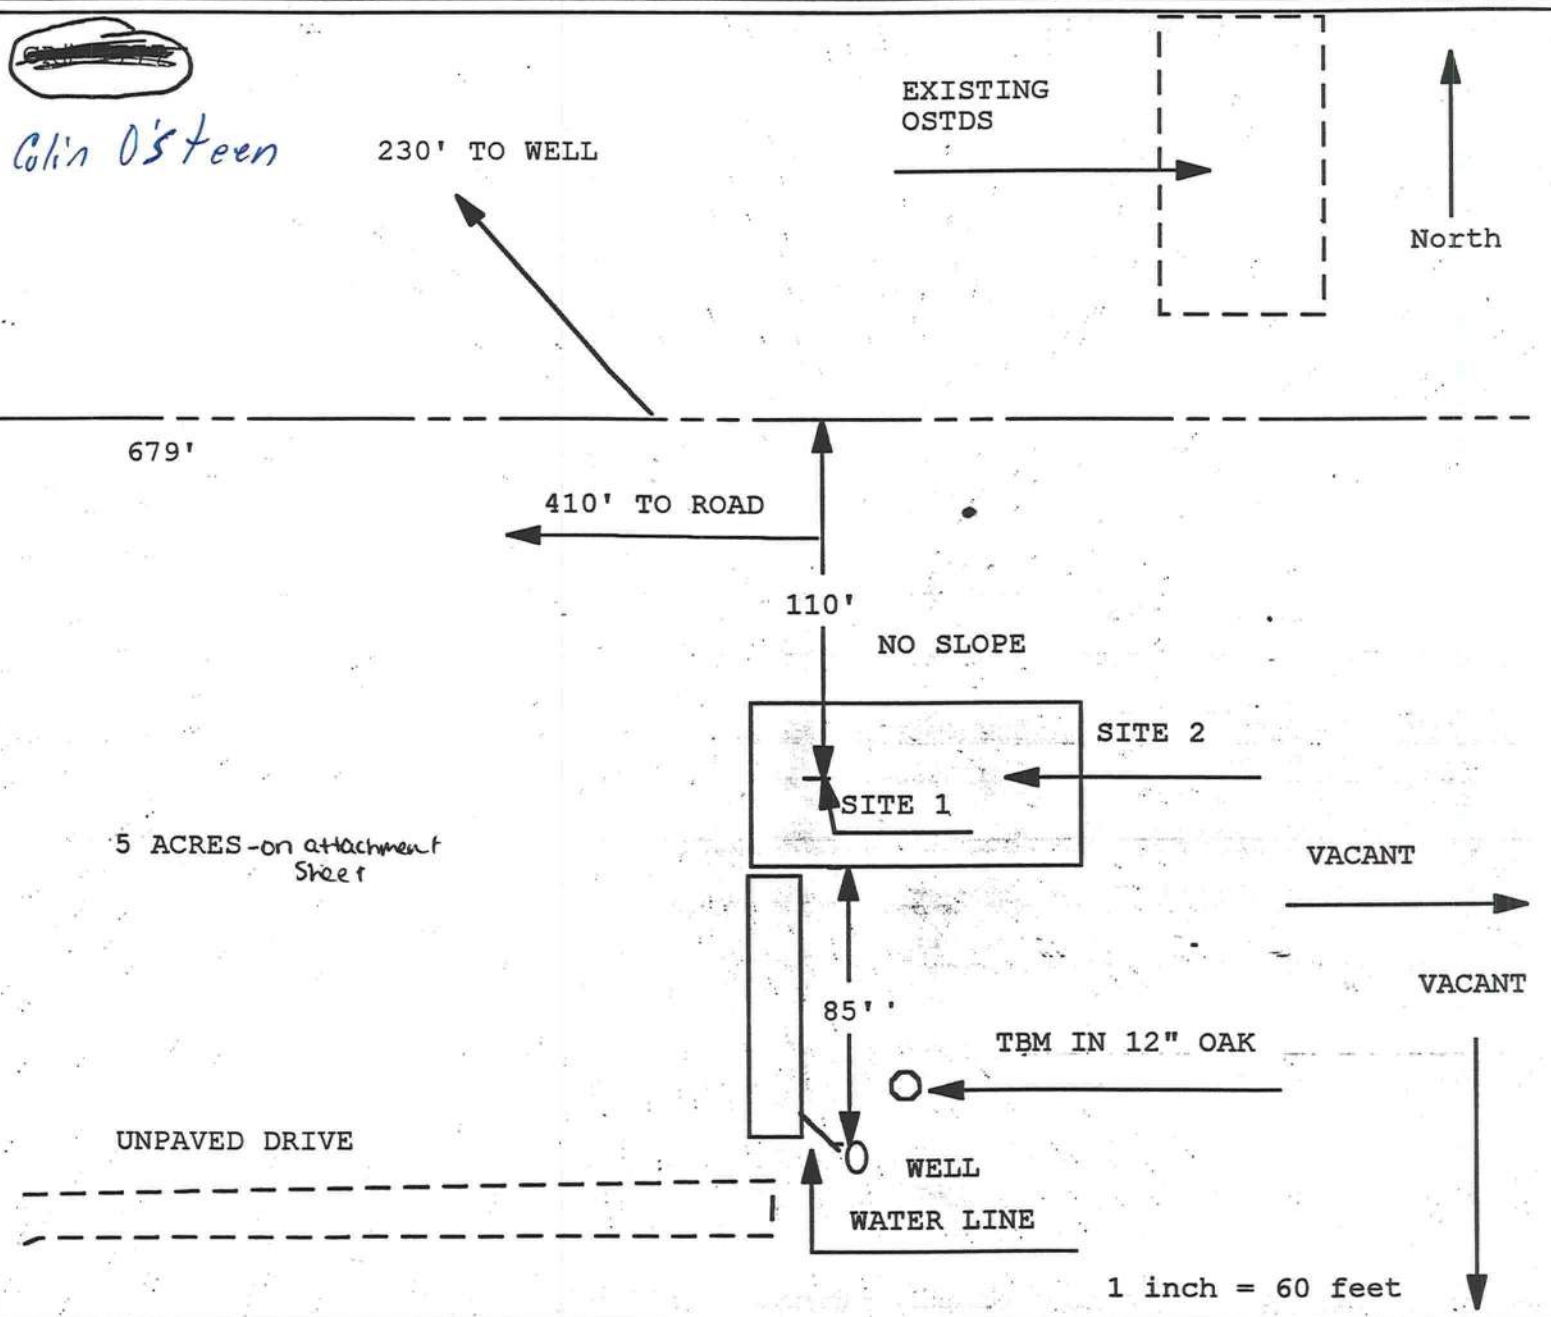 Colin O'Steen
230' TO WELL
EXISTING
OSTDS
North
679'
410' TO ROAD
110'
NO SLOPE
SITE 2
SITE 1
5 ACRES-on attachment
Sheet
VACANT
VACANT
85''
TBM IN 12" OAK
UNPAVED DRIVE
WELL
WATER LINE
1 inch = 60 feet